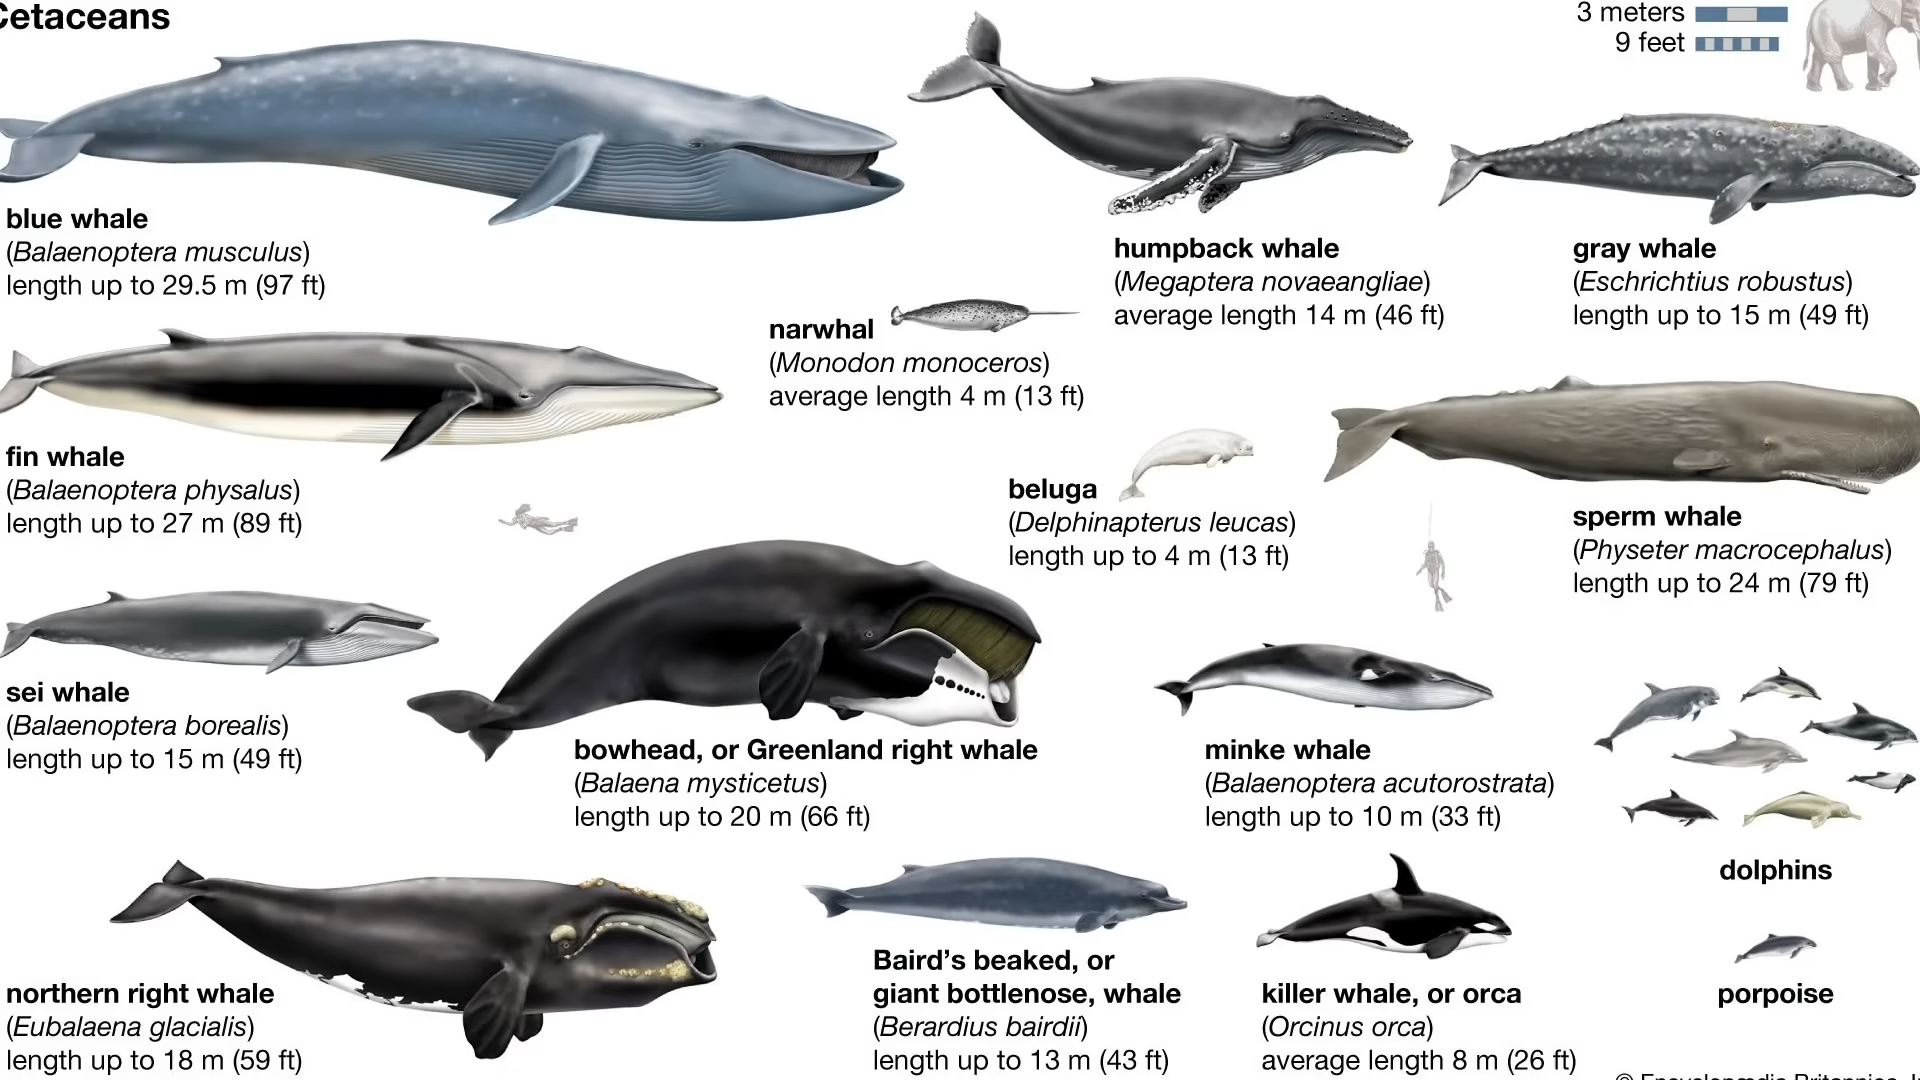 Cetaceans
3 meters
9 feet
blue whale
(Balaenoptera musculus)
length up to 29.5 m (97 ft)
humpback whale
(Megaptera novaeangliae)
average length 14 m (46 ft)
gray whale
(Eschrichtius robustus)
length up to 15 m (49 ft)
narwhal
(Monodon monoceros)
average length 4 m (13 ft)
fin whale
(Balaenoptera physalus)
length up to 27 m (89 ft)
beluga
(Delphinapterus leucas)
length up to 4 m (13 ft)
sperm whale
(Physeter macrocephalus)
length up to 24 m (79 ft)
sei whale
(Balaenoptera borealis)
length up to 15 m (49 ft)
bowhead, or Greenland right whale
(Balaena mysticetus)
length up to 20 m (66 ft)
minke whale
(Balaenoptera acutorostrata)
length up to 10 m (33 ft)
dolphins
northern right whale
(Eubalaena glacialis)
length up to 18 m (59 ft)
Baird’s beaked, or
giant bottlenose, whale
(Berardius bairdii)
length up to 13 m (43 ft)
killer whale, or orca
(Orcinus orca)
average length 8 m (26 ft)
porpoise
© Encyclopædia Britannica,